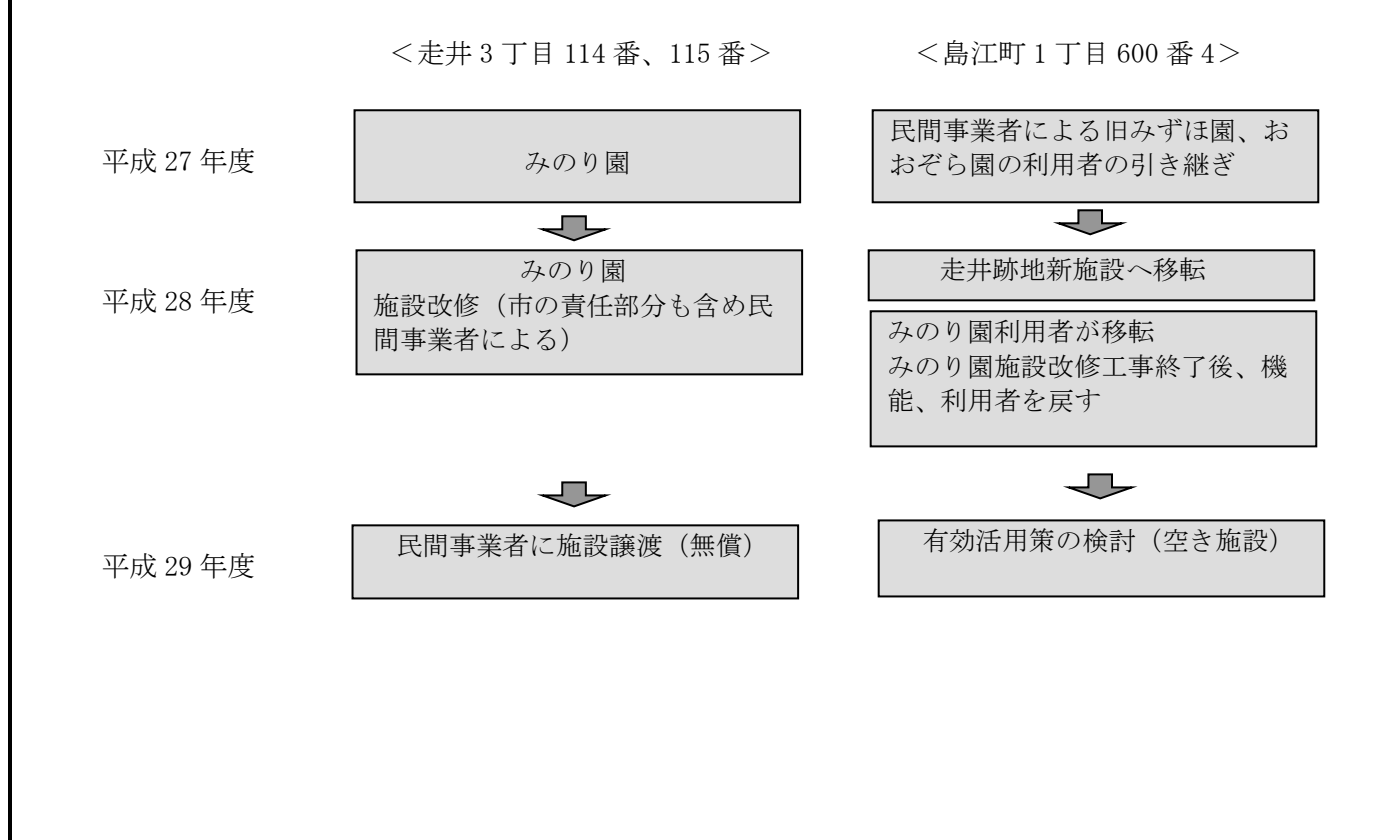 ＜走井3丁目114番、115番＞
＜島江町1丁目600番4＞
平成27年度
みのり園
民間事業者による旧みずほ園、お
おぞら園の利用者の引き継ぎ
平成28年度
みのり園
施設改修（市の責任部分も含め民
間事業者による）
走井跡地新施設へ移転
みのり園利用者が移転
みのり園施設改修工事終了後、機
能、利用者を戻す
平成29年度
民間事業者に施設譲渡（無償）
有効活用策の検討（空き施設）